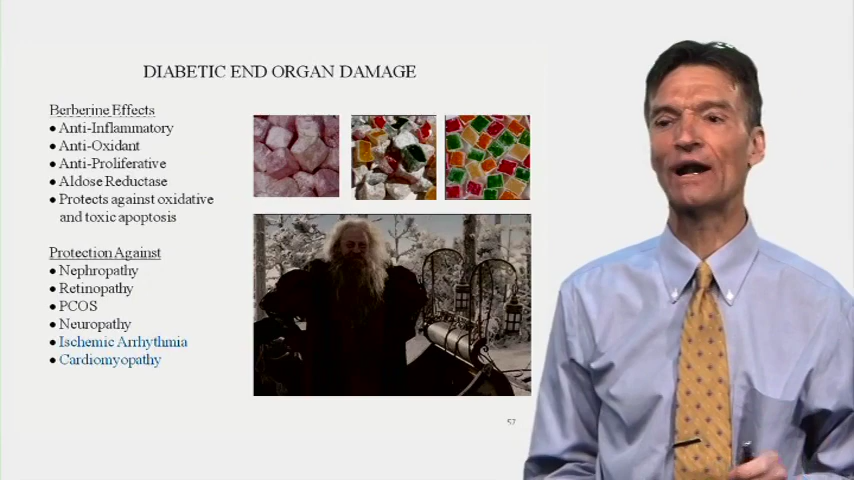 DIABETIC END ORGAN DAMAGE
Berberine Effects
• Anti-Inflammatory
• Anti-Oxidant
• Anti-Proliferative
• Aldose Reductase
• Protects against oxidative
and toxic apoptosis
Protection Against
• Nephropathy
• Retinopathy
• PCOS
• Neuropathy
• Ischemic Arrhythmia
• Cardiomyopathy
57